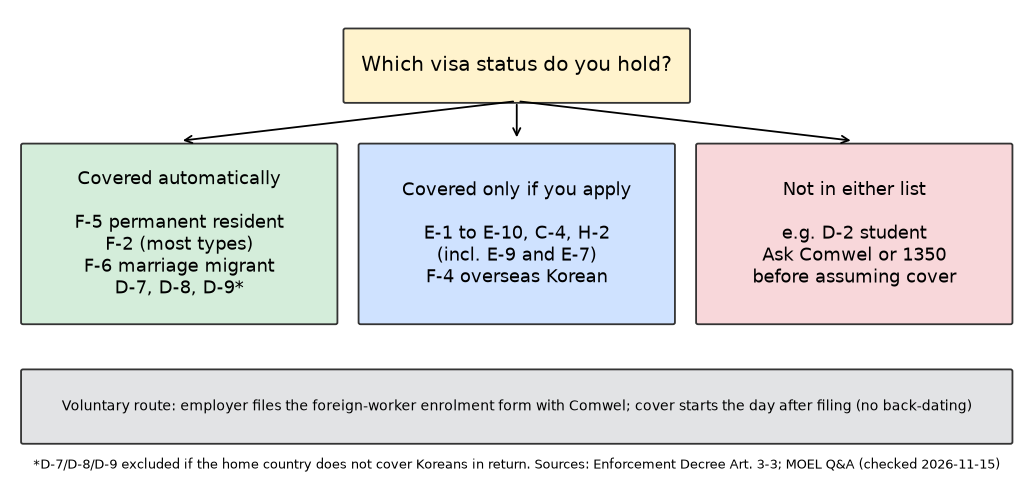 Which visa status do you hold?
Covered automatically
F-5 permanent resident
F-2 (most types)
F-6 marriage migrant
D-7, D-8, D-9*
Covered only if you apply
E-1 to E-10, C-4, H-2
(incl. E-9 and E-7)
F-4 overseas Korean
Not in either list
e.g. D-2 student
Ask Comwel or 1350
before assuming cover
Voluntary route: employer files the foreign-worker enrolment form with Comwel; cover starts the day after filing (no back-dating)
*D-7/D-8/D-9 excluded if the home country does not cover Koreans in return. Sources: Enforcement Decree Art. 3-3; MOEL Q&A (checked 2026-11-15)